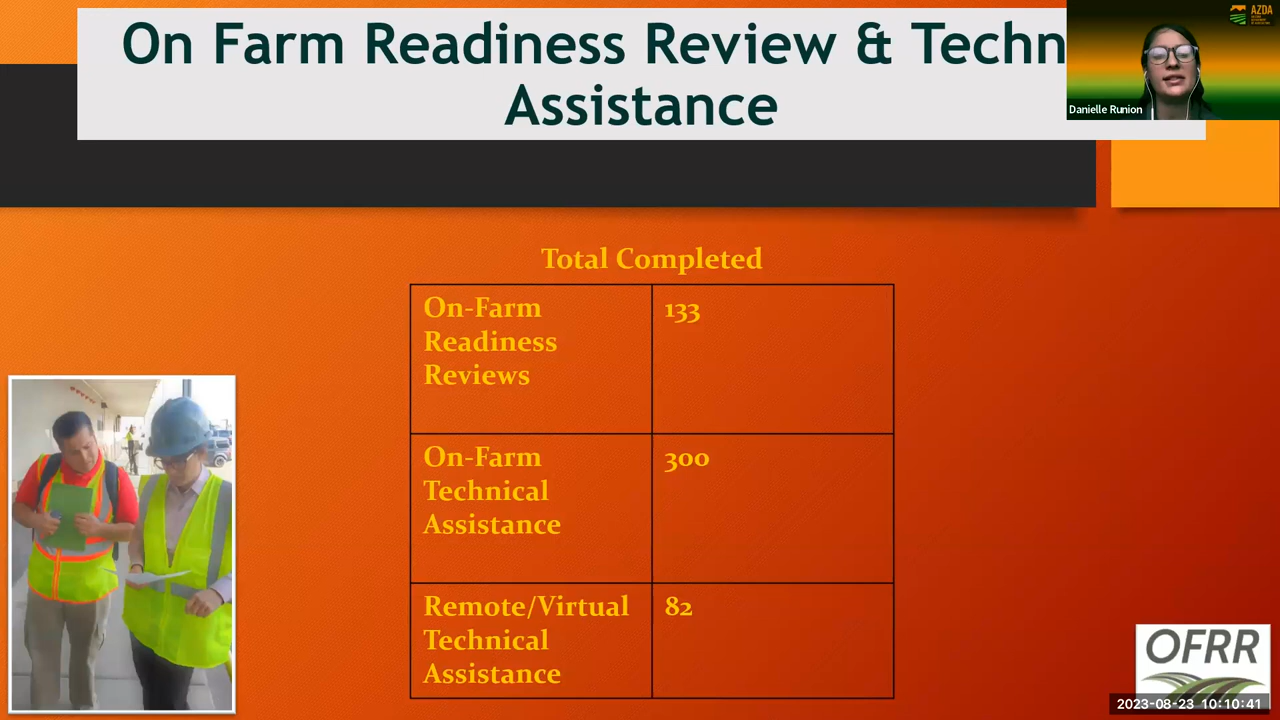 On Farm Readiness Review & Techn
Assistance
AZDA
Danielle Runion
Total Completed
On-Farm
Readiness
Reviews
133
On-Farm
Technical
Assistance
300
Remote/Virtual
Technical
Assistance
82
OFRR
2023-08-23 10:10:41